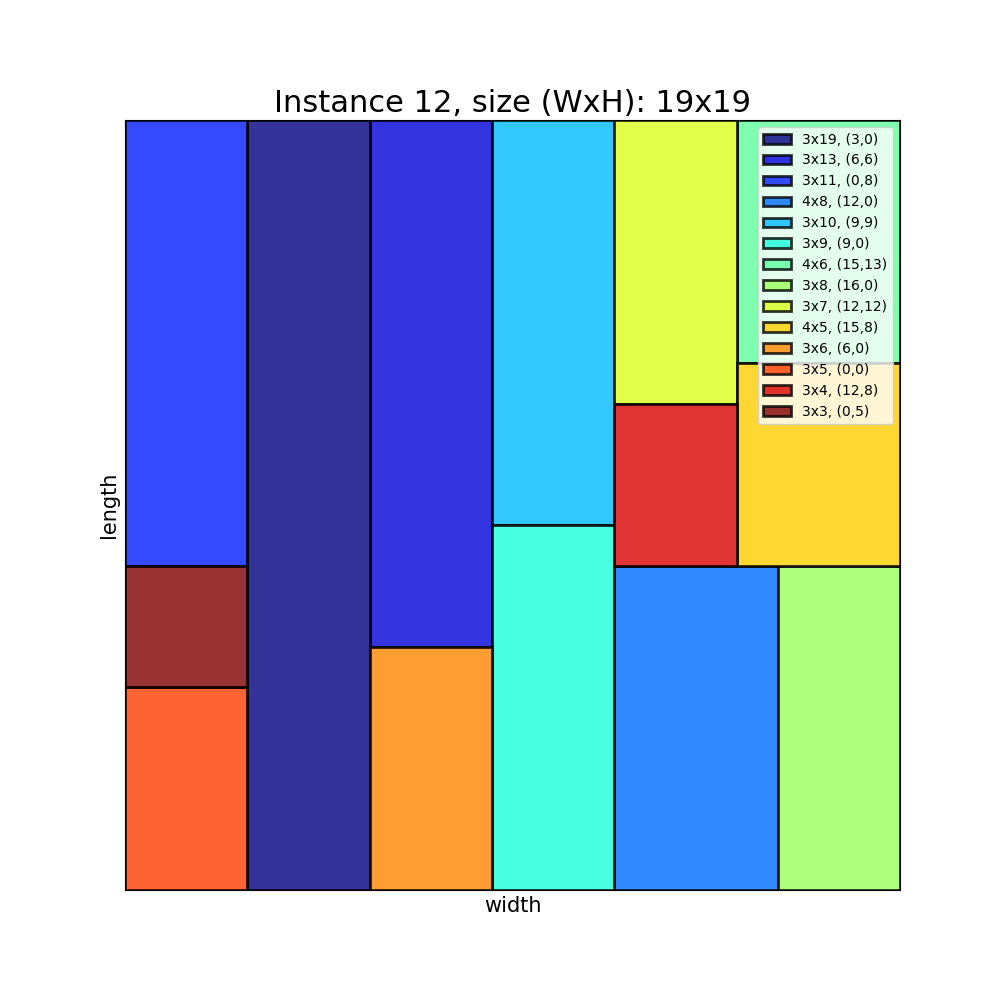 Instance 12, size (WxH): 19x19
3x19, (3,0)
3x13, (6,6)
3x11, (0,8)
4x8, (12,0)
3x10, (9,9)
3x9, (9,0)
4x6, (15,13)
3x8, (16,0)
3x7, (12,12)
4x5, (15,8)
3x6, (6,0)
3x5, (0,0)
3x4, (12,8)
3x3, (0,5)
length
width